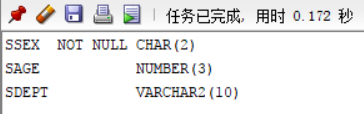 任务已完成，用时 0.172 秒
SSEX  NOT NULL CHAR(2)
SAGE           NUMBER(3)
SDEPT          VARCHAR2(10)